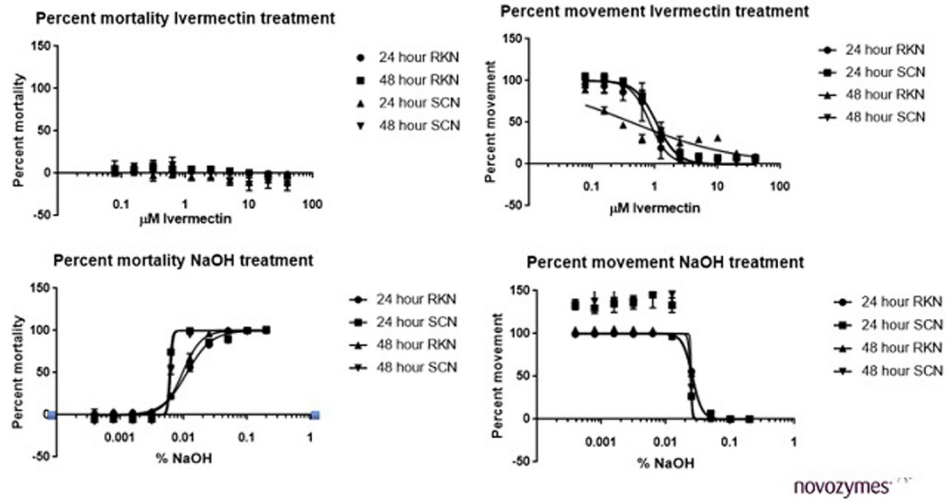 Percent mortality Ivermectin treatment
150
100
50
0
-50
Percent mortality
0.1 1 10 100
µM Ivermectin
24 hour RKN
48 hour RKN
24 hour SCN
48 hour SCN
Percent movement Ivermectin treatment
150
100
50
0
-50
Percent movement
0.1 1 10 100
µM Ivermectin
24 hour RKN
24 hour SCN
48 hour RKN
48 hour SCN
Percent mortality NaOH treatment
150
100
50
0
-50
Percent mortality
0.001 0.01 0.1 1
% NaOH
24 hour RKN
24 hour SCN
48 hour RKN
48 hour SCN
Percent movement NaOH treatment
150
100
50
0
-50
Percent movement
0.001 0.01 0.1 1
% NaOH
24 hour RKN
24 hour SCN
48 hour RKN
48 hour SCN
novozymes